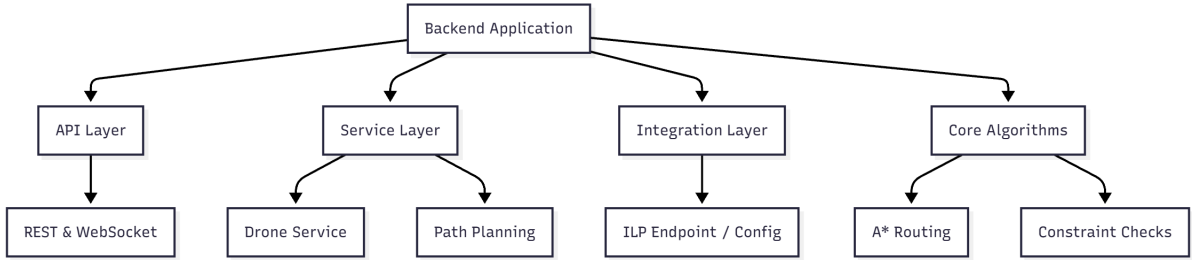 Backend Application
API Layer
Service Layer
Integration Layer
Core Algorithms
REST & WebSocket
Drone Service
Path Planning
ILP Endpoint / Config
A* Routing
Constraint Checks